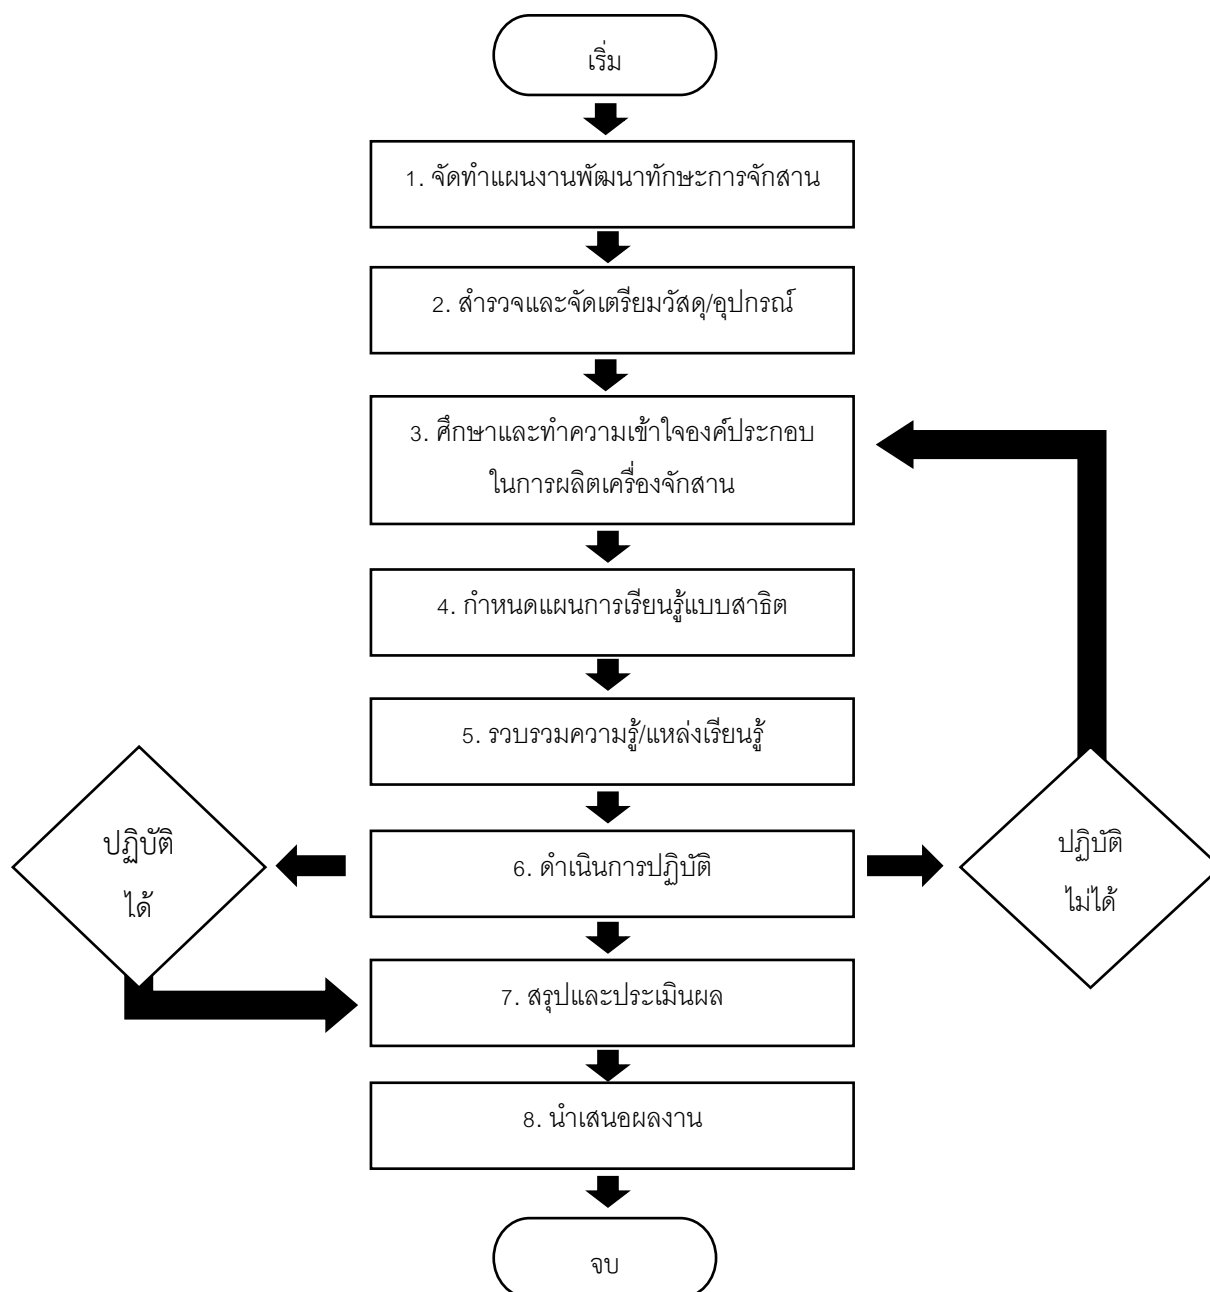 เริ่ม
1. จัดทำแผนงานพัฒนาทักษะการจักสาน
2. สำรวจและจัดเตรียมวัสดุ/อุปกรณ์
3. ศึกษาและทำความเข้าใจองค์ประกอบ
ในการผลิตเครื่องจักสาน
4. กำหนดแผนการเรียนรู้แบบสาธิต
5. รวบรวมความรู้/แหล่งเรียนรู้
ปฏิบัติ
ได้
6. ดำเนินการปฏิบัติ
ปฏิบัติ
ไม่ได้
7. สรุปและประเมินผล
8. นำเสนอผลงาน
จบ